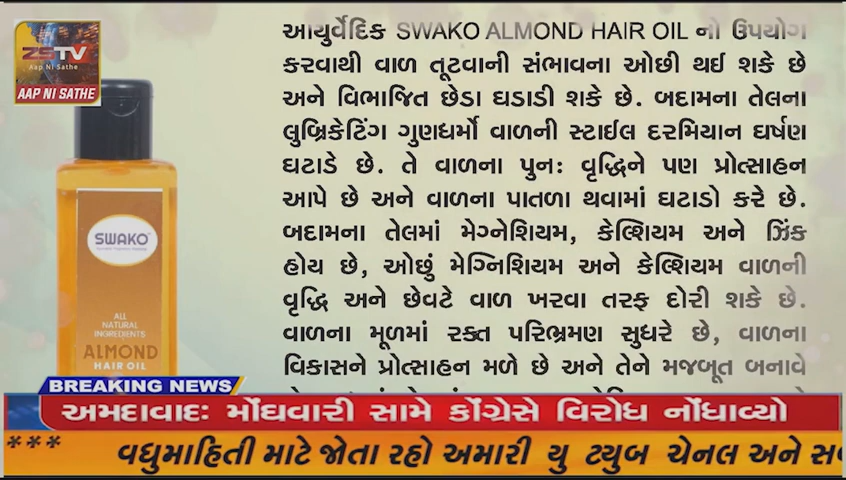 ZSTV
Aap Ni Sathe
AAP NI SATHE
આયુર્વેદિક SWAKO ALMOND HAIR OIL નો ઉપયોગ
કરવાથી વાળ તૂટવાની સંભાવના ઓછી થઈ શકે છે
અને વિભાજિત છેડા ઘડાડી શકે છે. બદામના તેલના
લુબ્રિકેટિંગ ગુણધર્મો વાળની સ્ટાઈલ દરમિયાન ઘર્ષણ
ઘટાડે છે. તે વાળના પુનઃ વૃદ્ધિને પણ પ્રોત્સાહન
આપે છે અને વાળના પાતળા થવામાં ઘટાડો કરે છે.
બદામના તેલમાં મેગ્નેશિયમ, કેલ્શિયમ અને ઝિંક
હોય છે, ઓછું મેગ્નિશિયમ અને કેલ્શિયમ વાળની
વૃદ્ધિ અને છેવટે વાળ ખરવા તરફ દોરી શકે છે.
વાળના મૂળમાં રક્ત પરિભ્રમણ સુધરે છે, વાળના
વિકાસને પ્રોત્સાહન મળે છે અને તેને મજબૂત બનાવે
SWAKO
ALL
NATURAL
INGREDIENTS
ALMOND
HAIR OIL
BREAKING NEWS
અમદાવાદઃ મોંઘવારી સામે કોંગ્રેસે વિરોધ નોંધાવ્યો
*** વધુમાહિતી માટે જોતા રહો અમારી યુ ટ્યુબ ચેનલ અને